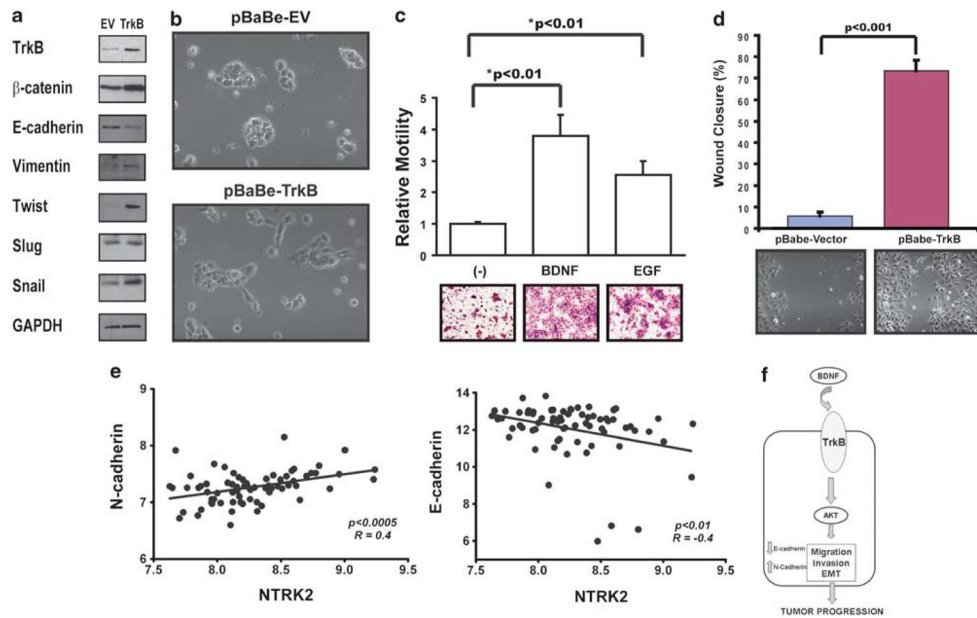 a
EV TrkB
TrkB
β-catenin
E-cadherin
Vimentin
Twist
Slug
Snail
GAPDH
b
pBaBe-EV
pBaBe-TrkB
c
*p<0.01
*p<0.01
Relative Motility
5
4
3
2
1
0
(-) BDNF EGF
d
p<0.001
Wound Closure (%)
90
80
70
60
50
40
30
20
10
0
pBabe-Vector pBabe-TrkB
e
N-cadherin
9
8
7
6
p<0.0005
R = 0.4
7.5 8.0 8.5 9.0 9.5
NTRK2
E-cadherin
14
12
10
8
6
p<0.01
R = -0.4
7.5 8.0 8.5 9.0 9.5
NTRK2
f
BDNF
TrkB
AKT
E-cadherin
N-Cadherin
Migration
Invasion
EMT
TUMOR PROGRESSION